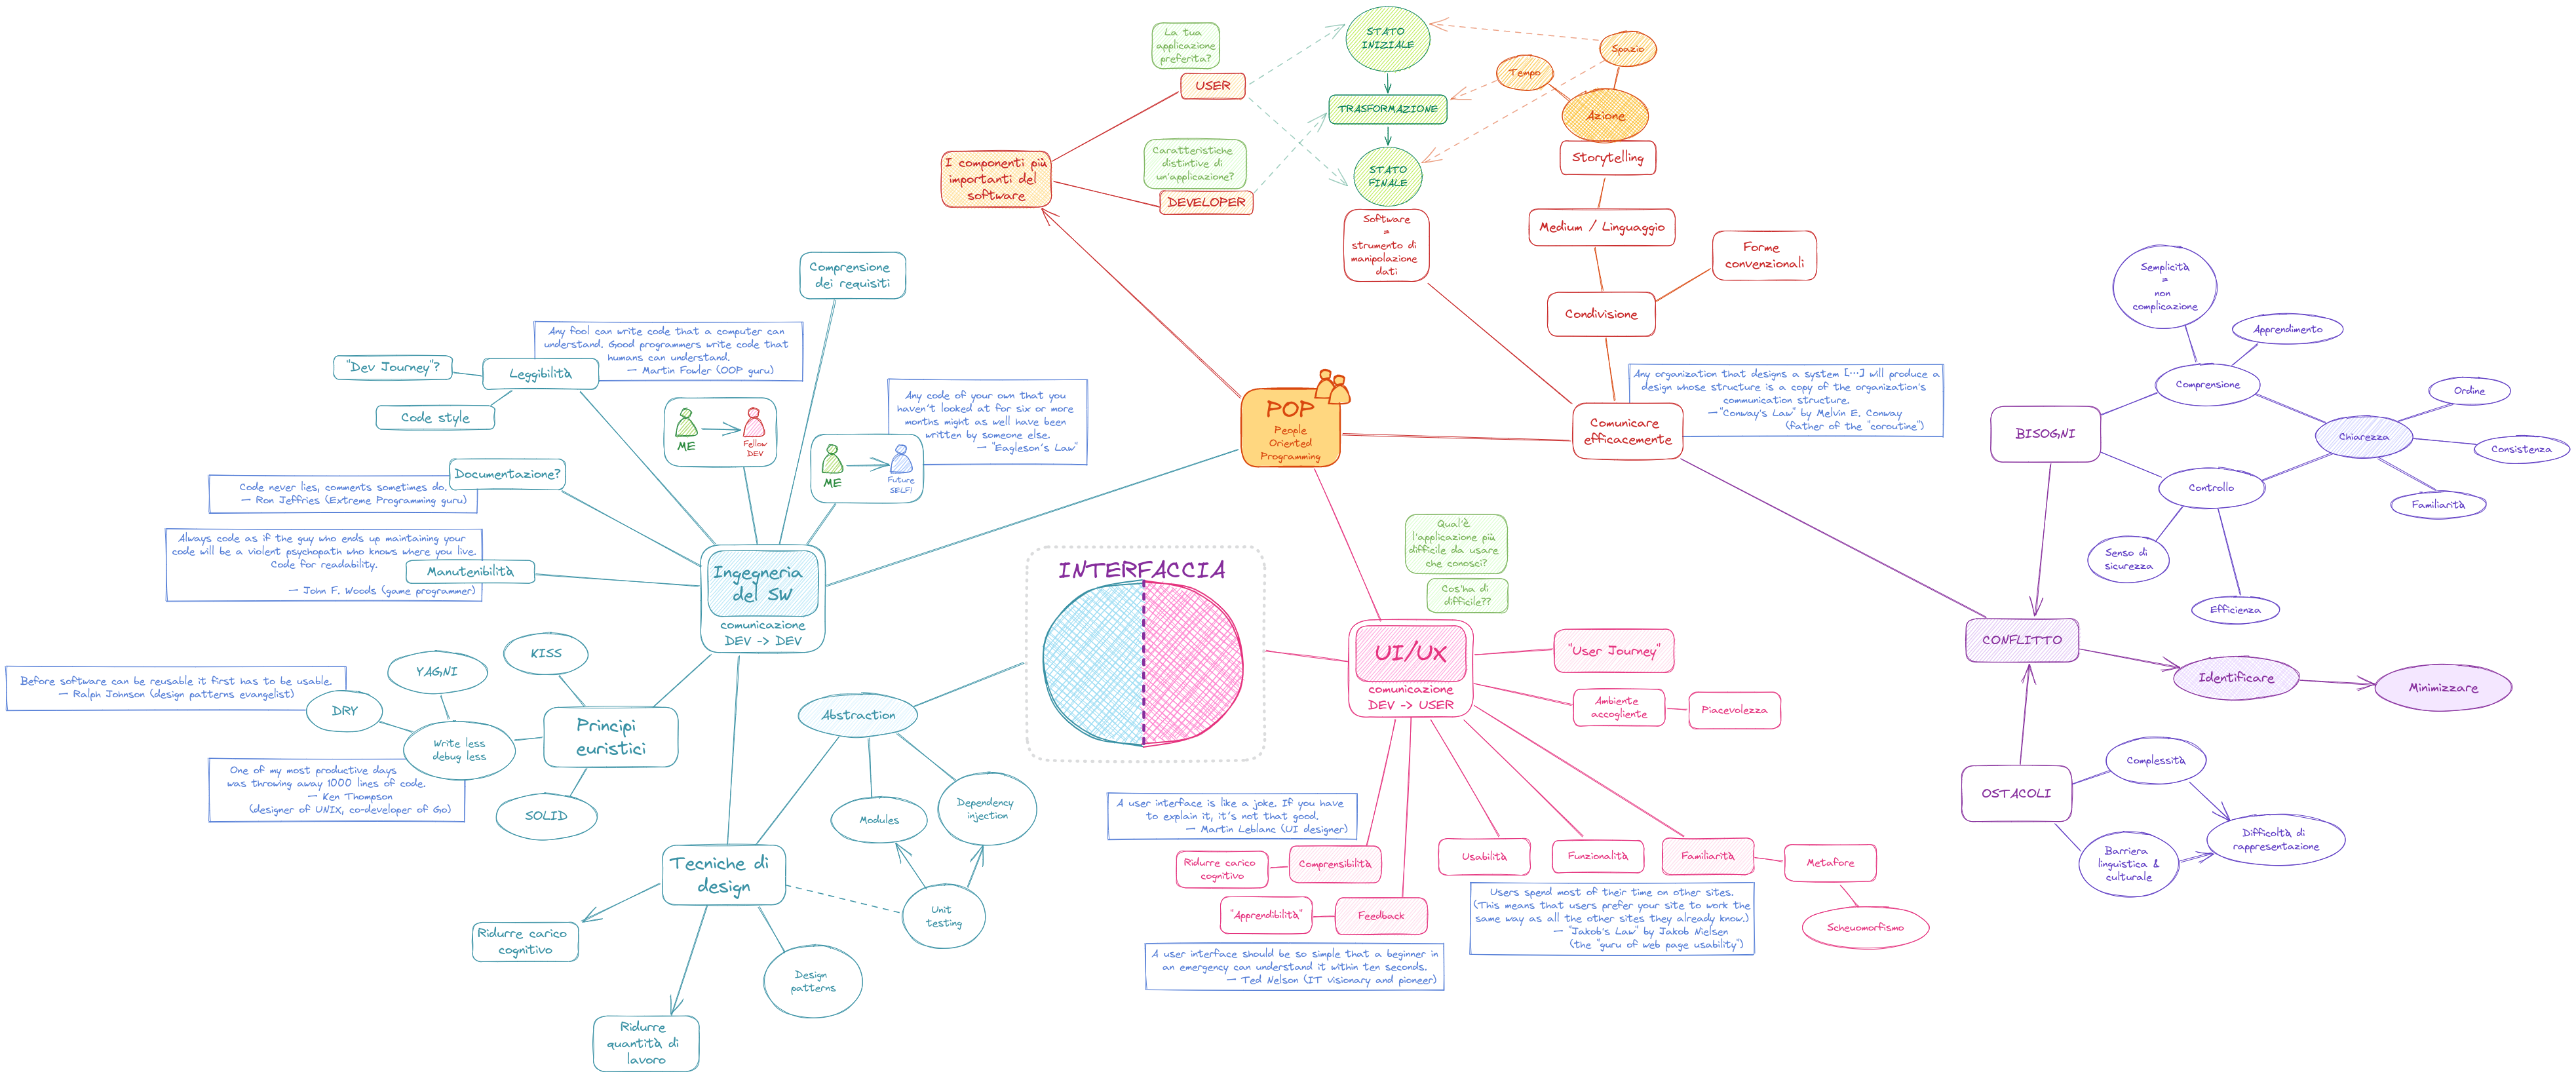 La tua
applicazione
preferita?
USER
Caratteristiche
distintive di
un'applicazione?
DEVELOPER
I componenti più
importanti del
software
STATO
INIZIALE
TRASFORMAZIONE
STATO
FINALE
Software
=
strumento di
manipolazione
dati
Spazio
Tempo
Azione
Storytelling
Medium / Linguaggio
Forme
convenzionali
Condivisione
Any organization that designs a system [...] will produce a
design whose structure is a copy of the organization's
communication structure.
— "Conway's Law" by Melvin E. Conway
(father of the "coroutine")
Comunicare
efficacemente
POP
People
Oriented
Programming
Comprensione
dei requisiti
Any fool can write code that a computer can
understand. Good programmers write code that
humans can understand.
— Martin Fowler (OOP guru)
"Dev Journey"?
Leggibilità
Code style
ME
Fellow
DEV
Any code of your own that you
haven't looked at for six or more
months might as well have been
written by someone else.
— "Eagleson's Law"
ME
Future
SELF!
Documentazione?
Code never lies, comments sometimes do.
— Ron Jeffries (Extreme Programming guru)
Always code as if the guy who ends up maintaining your
code will be a violent psychopath who knows where you live.
Code for readability.
— John F. Woods (game programmer)
Manutenibilità
Ingegneria
del SW
comunicazione
DEV -> DEV
KISS
YAGNI
Before software can be reusable it first has to be usable.
— Ralph Johnson (design patterns evangelist)
DRY
Write less
debug less
Principi
euristici
One of my most productive days
was throwing away 1000 lines of code.
— Ken Thompson
(designer of UNIX, co-developer of Go)
SOLID
Abstraction
Modules
Dependency
injection
Unit
testing
Tecniche di
design
Ridurre carico
cognitivo
Design
patterns
Ridurre
quantità di
lavoro
INTERFACCIA
Qual'è
l'applicazione più
difficile da usare
che conosci?
Cos'ha di
difficile??
UI/UX
comunicazione
DEV -> USER
"User Journey"
Ambiente
accogliente
Piacevolezza
A user interface is like a joke. If you have
to explain it, it's not that good.
— Martin Leblanc (UI designer)
Ridurre carico
cognitivo
Comprensibilità
"Apprendibilità"
Feedback
A user interface should be so simple that a beginner in
an emergency can understand it within ten seconds.
— Ted Nelson (IT visionary and pioneer)
Usabilità
Funzionalità
Familiarità
Metafore
Scheuomorfismo
Users spend most of their time on other sites.
(This means that users prefer your site to work the
same way as all the other sites they already know.)
— "Jakob's Law" by Jakob Nielsen
(the "guru of web page usability")
Semplicità
=
non
complicazione
Apprendimento
Comprensione
Ordine
BISOGNI
Chiarezza
Consistenza
Controllo
Familiarità
Senso di
sicurezza
Efficienza
CONFLITTO
Identificare
Minimizzare
OSTACOLI
Complessità
Difficoltà di
rappresentazione
Barriera
linguistica &
culturale